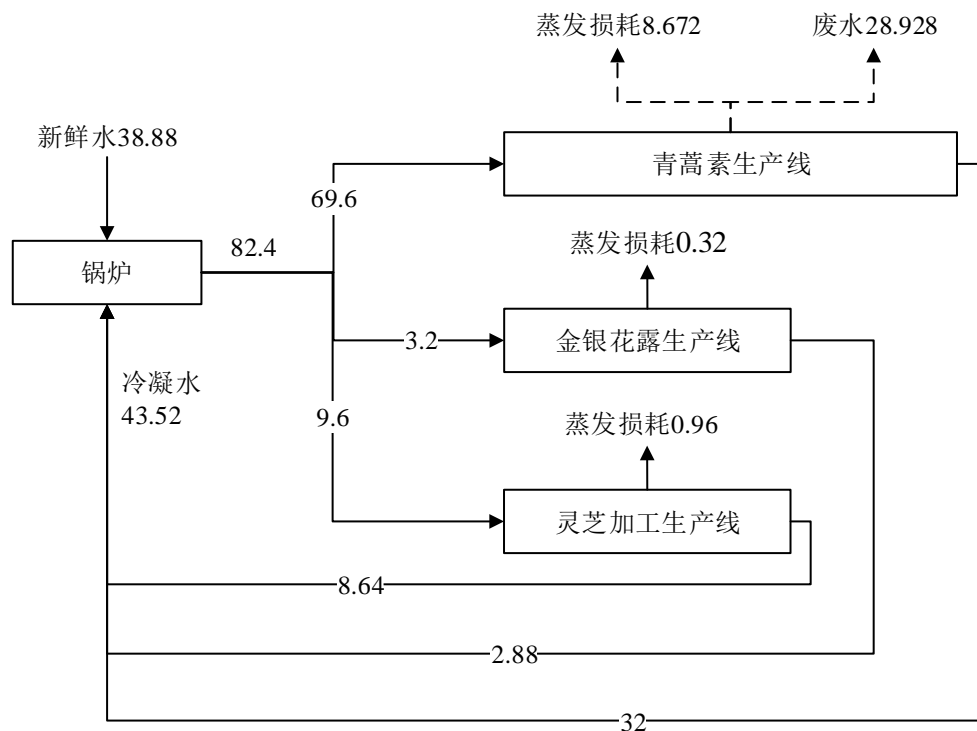 蒸发损耗8.672
废水28.928
新鲜水38.88
青蒿素生产线
69.6
82.4
蒸发损耗0.32
锅炉
金银花露生产线
3.2
冷凝水
43.52
9.6
蒸发损耗0.96
灵芝加工生产线
8.64
2.88
32